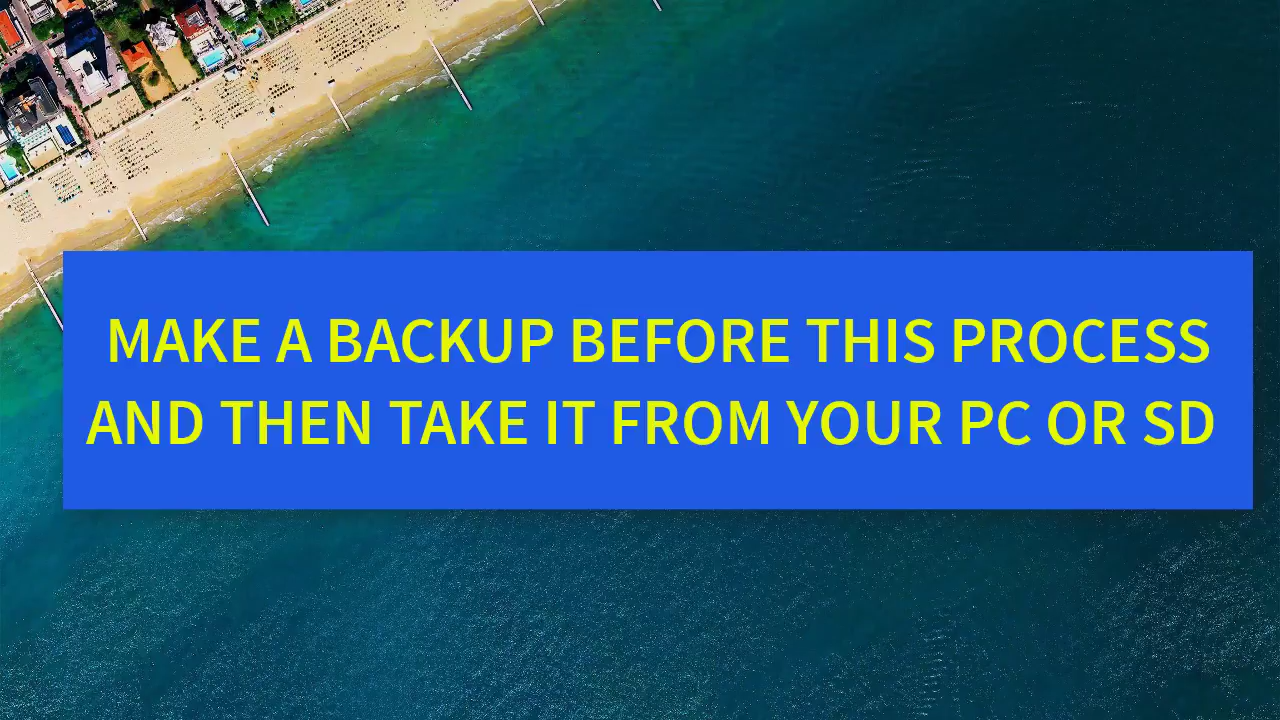 MAKE A BACKUP BEFORE THIS PROCESS
AND THEN TAKE IT FROM YOUR PC OR SD